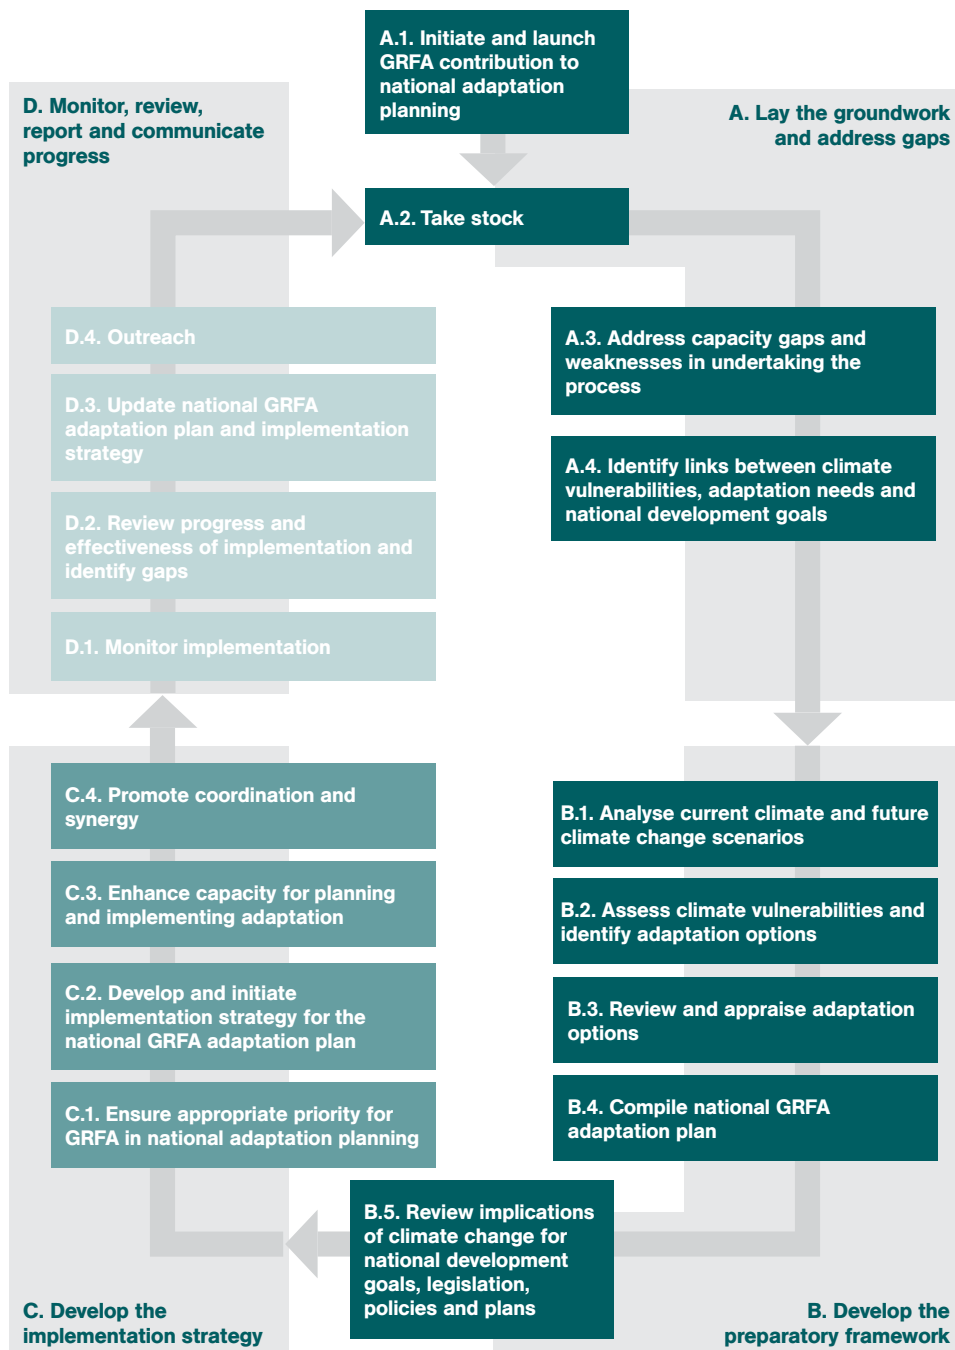 A.1. Initiate and launch
GRFA contribution to
national adaptation
planning
D. Monitor, review,
report and communicate
progress
A. Lay the groundwork
and address gaps
A.2. Take stock
A.3. Address capacity gaps and
weaknesses in undertaking the
process
A.4. Identify links between climate
vulnerabilities, adaptation needs and
national development goals
D.4. Outreach
D.3. Update national GRFA
adaptation plan and implementation
strategy
D.2. Review progress and
effectiveness of implementation and
identify gaps
D.1. Monitor implementation
C.4. Promote coordination and
synergy
C.3. Enhance capacity for planning
and implementing adaptation
C.2. Develop and initiate
implementation strategy for the
national GRFA adaptation plan
C.1. Ensure appropriate priority for
GRFA in national adaptation planning
B.1. Analyse current climate and future
climate change scenarios
B.2. Assess climate vulnerabilities and
identify adaptation options
B.3. Review and appraise adaptation
options
B.4. Compile national GRFA
adaptation plan
B.5. Review implications
of climate change for
national development
goals, legislation,
policies and plans
C. Develop the
implementation strategy
B. Develop the
preparatory framework